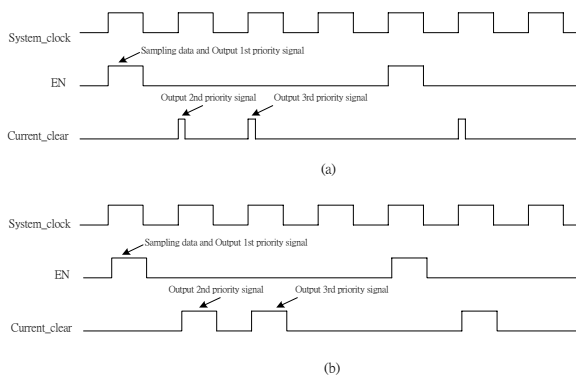 System_clock
Sampling data and Output 1st priority signal
EN
Output 2nd priority signal Output 3rd priority signal
Current_clear
(a)
System_clock
Sampling data and Output 1st priority signal
EN
Output 2nd priority signal Output 3rd priority signal
Current_clear
(b)